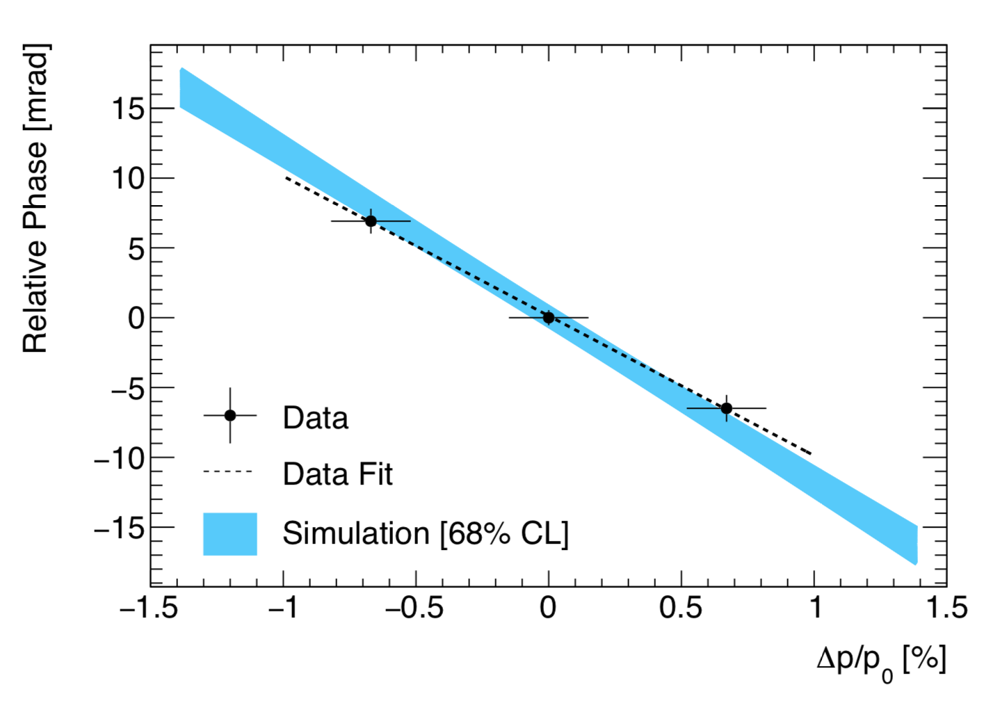 Relative Phase [mrad]
15
10
5
0
−5
−10
−15
Data
Data Fit
Simulation [68% CL]
−1.5 −1 −0.5 0 0.5 1 1.5
Δp/p0 [%]